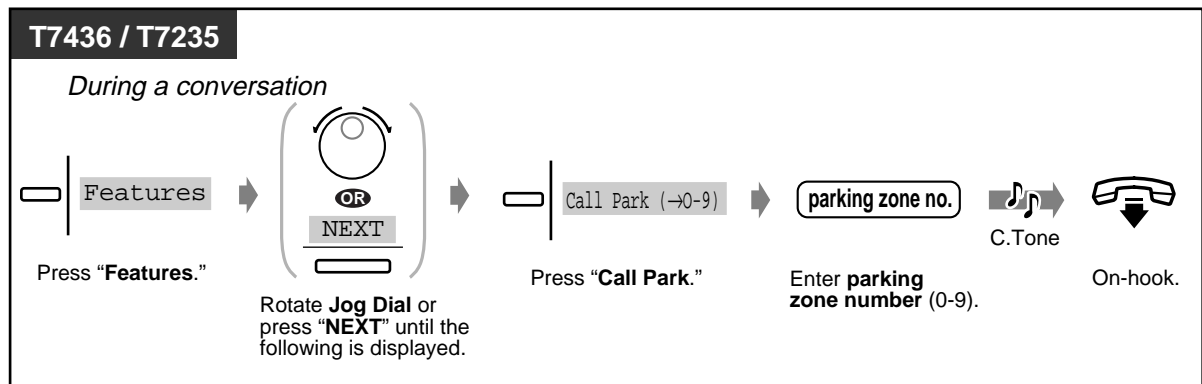 T7436 / T7235
During a conversation
Features
OR
NEXT
Call Park (→0-9)
parking zone no.
C.Tone
Press “Features.”
Rotate Jog Dial or
press “NEXT” until the
following is displayed.
Press “Call Park.”
Enter parking
zone number (0-9).
On-hook.